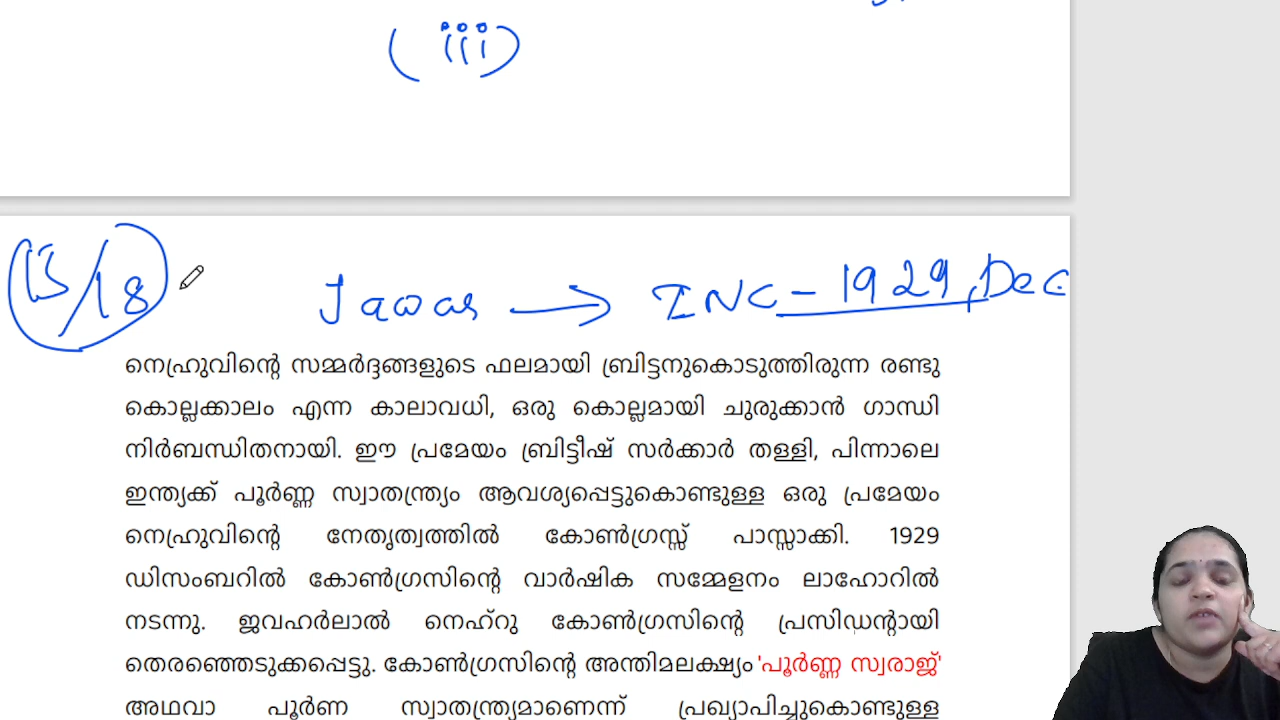 (iii)
13/18
Jawar → INC - 1929, Dec
നെഹ്രുവിന്റെ സമ്മർദ്ദങ്ങളുടെ ഫലമായി ബ്രിട്ടനുകൊടുത്തിരുന്ന രണ്ടു
കൊല്ലക്കാലം എന്ന കാലാവധി, ഒരു കൊല്ലമായി ചുരുക്കാൻ ഗാന്ധി
നിർബന്ധിതനായി. ഈ പ്രമേയം ബ്രിട്ടീഷ് സർക്കാർ തള്ളി, പിന്നാലെ
ഇന്ത്യക്ക് പൂർണ്ണ സ്വാതന്ത്ര്യം ആവശ്യപ്പെട്ടുകൊണ്ടുള്ള ഒരു പ്രമേയം
നെഹ്രുവിന്റെ നേതൃത്വത്തിൽ കോൺഗ്രസ്സ് പാസ്സാക്കി. 1929
ഡിസംബറിൽ കോൺഗ്രസിന്റെ വാർഷിക സമ്മേളനം ലാഹോറിൽ
നടന്നു. ജവഹർലാൽ നെഹ്റു കോൺഗ്രസിന്റെ പ്രസിഡന്റായി
തെരഞ്ഞെടുക്കപ്പെട്ടു. കോൺഗ്രസിന്റെ അന്തിമലക്ഷ്യം 'പൂർണ്ണ സ്വരാജ്'
അഥവാ പൂർണ സ്വാതന്ത്ര്യമാണെന്ന് പ്രഖ്യാപിച്ചുകൊണ്ടുള്ള